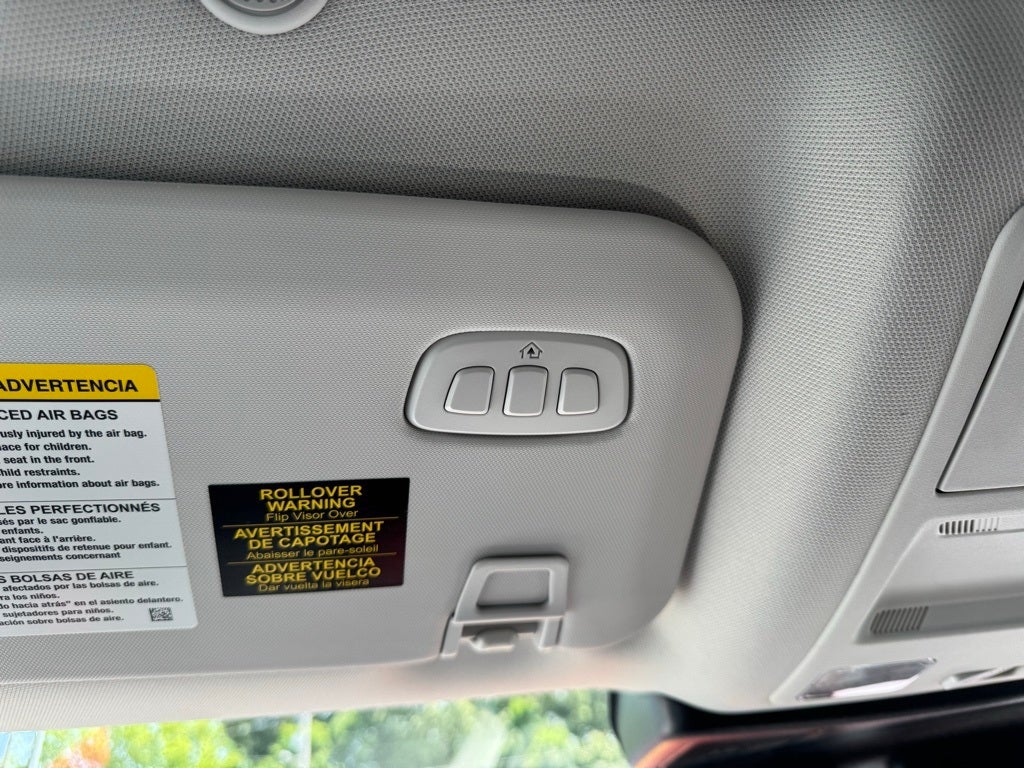 ADVERTENCIA
CED AIR BAGS
usly injured by the air bag.
lace for children.
seat in the front.
hild restraints.
ore information about air bags.
LES PERFECTIONNÉS
sés par le sac gonflable.
enfants.
ant face à l'arrière.
dispositifs de retenue pour enfant.
seignements concernant
S BOLSAS DE AIRE
afectados por las bolsas de aire.
ra los niños.
do hacia atrás" en el asiento delantero.
sujetadores para niños.
ación sobre bolsas de aire.
ROLLOVER
WARNING
Flip Visor Over
AVERTISSEMENT
DE CAPOTAGE
Abaisser le pare-soleil
ADVERTENCIA
SOBRE VUELCO
Dar vuelta la visera